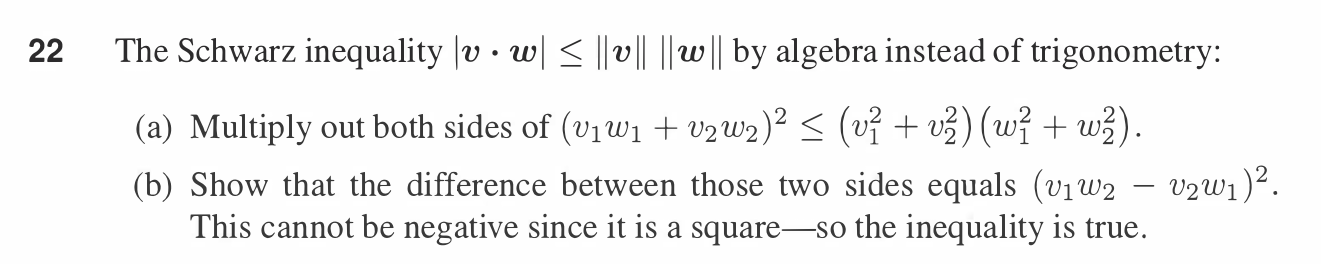 22 The Schwarz inequality |v · w| ≤ ‖v‖ ‖w‖ by algebra instead of trigonometry:
(a) Multiply out both sides of (v₁w₁ + v₂w₂)² ≤ (v₁² + v₂²)(w₁² + w₂²).
(b) Show that the difference between those two sides equals (v₁w₂ − v₂w₁)².
This cannot be negative since it is a square—so the inequality is true.